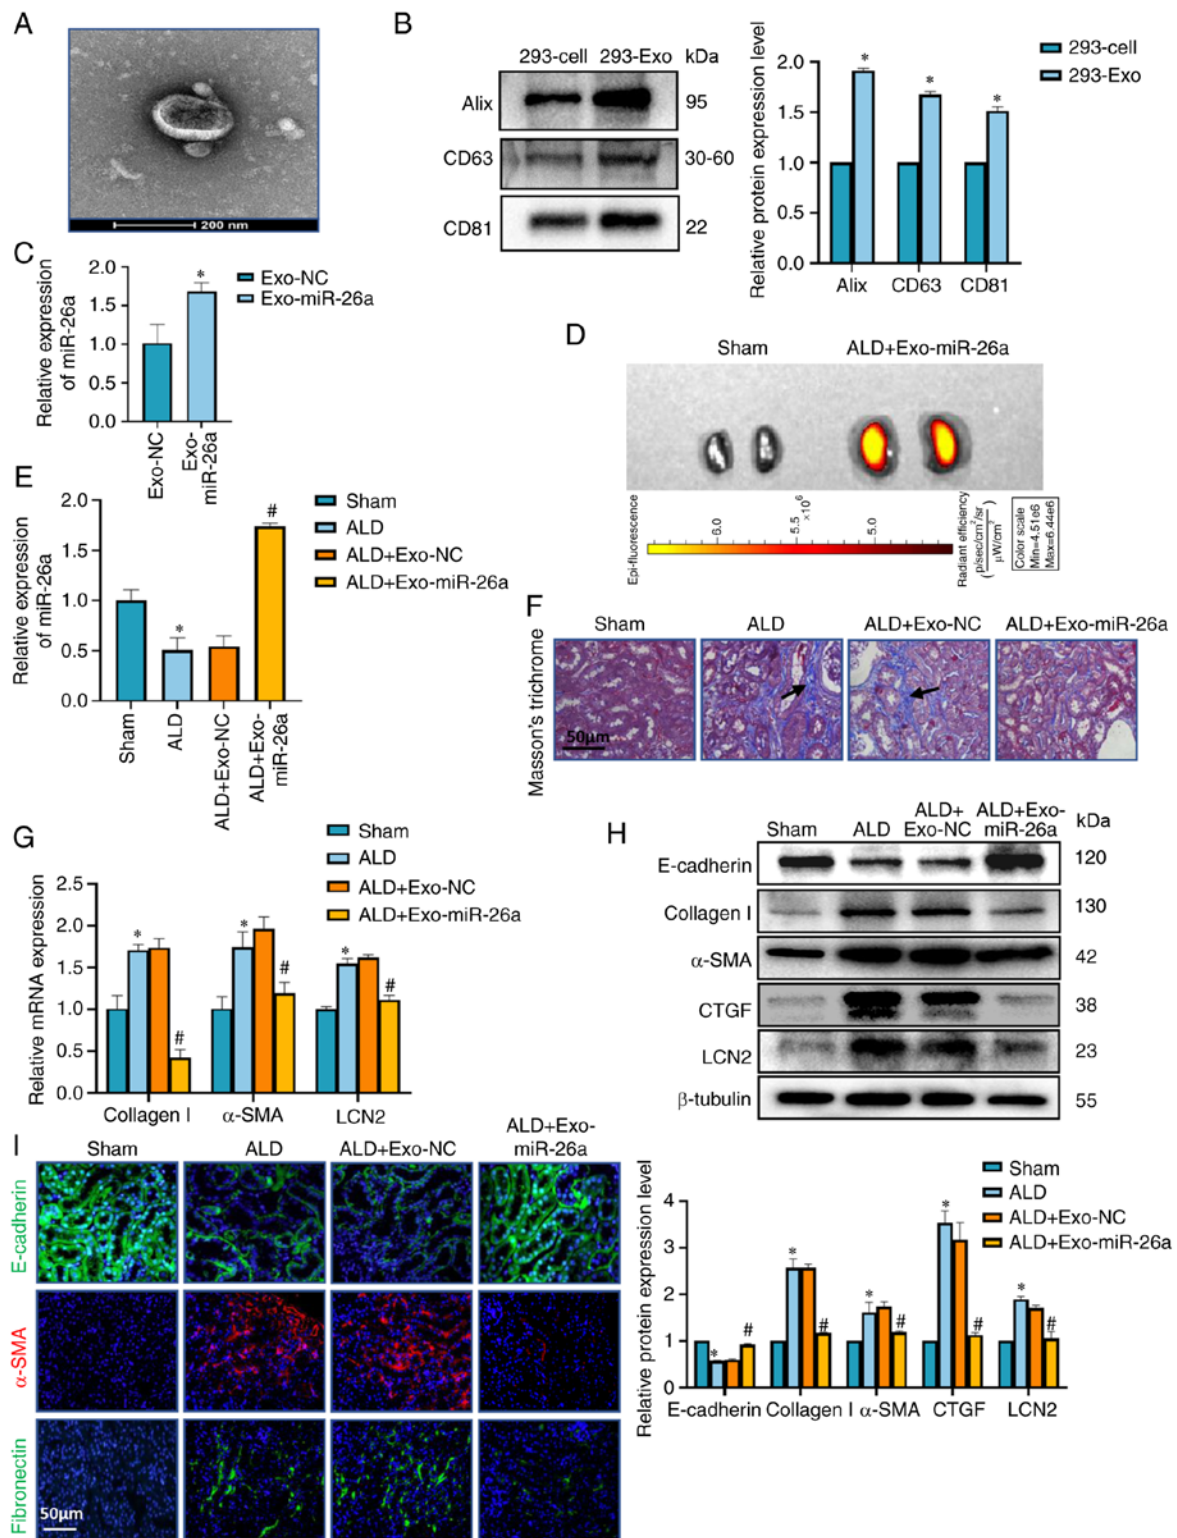 A
200 nm
B
293-cell 293-Exo kDa
Alix 95
CD63 30-60
CD81 22
Relative protein expression level
2.0
1.5
1.0
0.5
0.0
* * *
Alix CD63 CD81
293-cell
293-Exo
C
Relative expression
of miR-26a
2.0
1.5
1.0
0.5
0.0
*
Exo-NC
Exo-
miR-26a
Exo-NC
Exo-miR-26a
D
Sham ALD+Exo-miR-26a
Epi-fluorescence
6.0
5.5
×10⁶
5.0
Radiant efficiency
(p/sec/cm²/sr / µW/cm²)
Color scale
Min=4.51e6
Max=6.44e6
E
Relative expression
of miR-26a
2.0
1.5
1.0
0.5
0.0
* #
Sham
ALD
ALD+Exo-NC
ALD+Exo-
miR-26a
Sham
ALD
ALD+Exo-NC
ALD+Exo-miR-26a
F
Sham ALD ALD+Exo-NC ALD+Exo-miR-26a
Masson's trichrome
50µm
G
Sham
ALD
ALD+Exo-NC
ALD+Exo-miR-26a
Relative mRNA expression
2.5
2.0
1.5
1.0
0.5
0.0
* # * # * #
Collagen I α-SMA LCN2
H
Sham ALD ALD+
Exo-NC ALD+Exo-
miR-26a kDa
E-cadherin 120
Collagen I 130
α-SMA 42
CTGF 38
LCN2 23
β-tubulin 55
Relative protein expression level
4
3
2
1
0
* # * # * # * # * #
E-cadherin Collagen I α-SMA CTGF LCN2
Sham
ALD
ALD+Exo-NC
ALD+Exo-miR-26a
I
Sham ALD ALD+Exo-NC ALD+Exo-
miR-26a
E-cadherin
α-SMA
Fibronectin
50µm